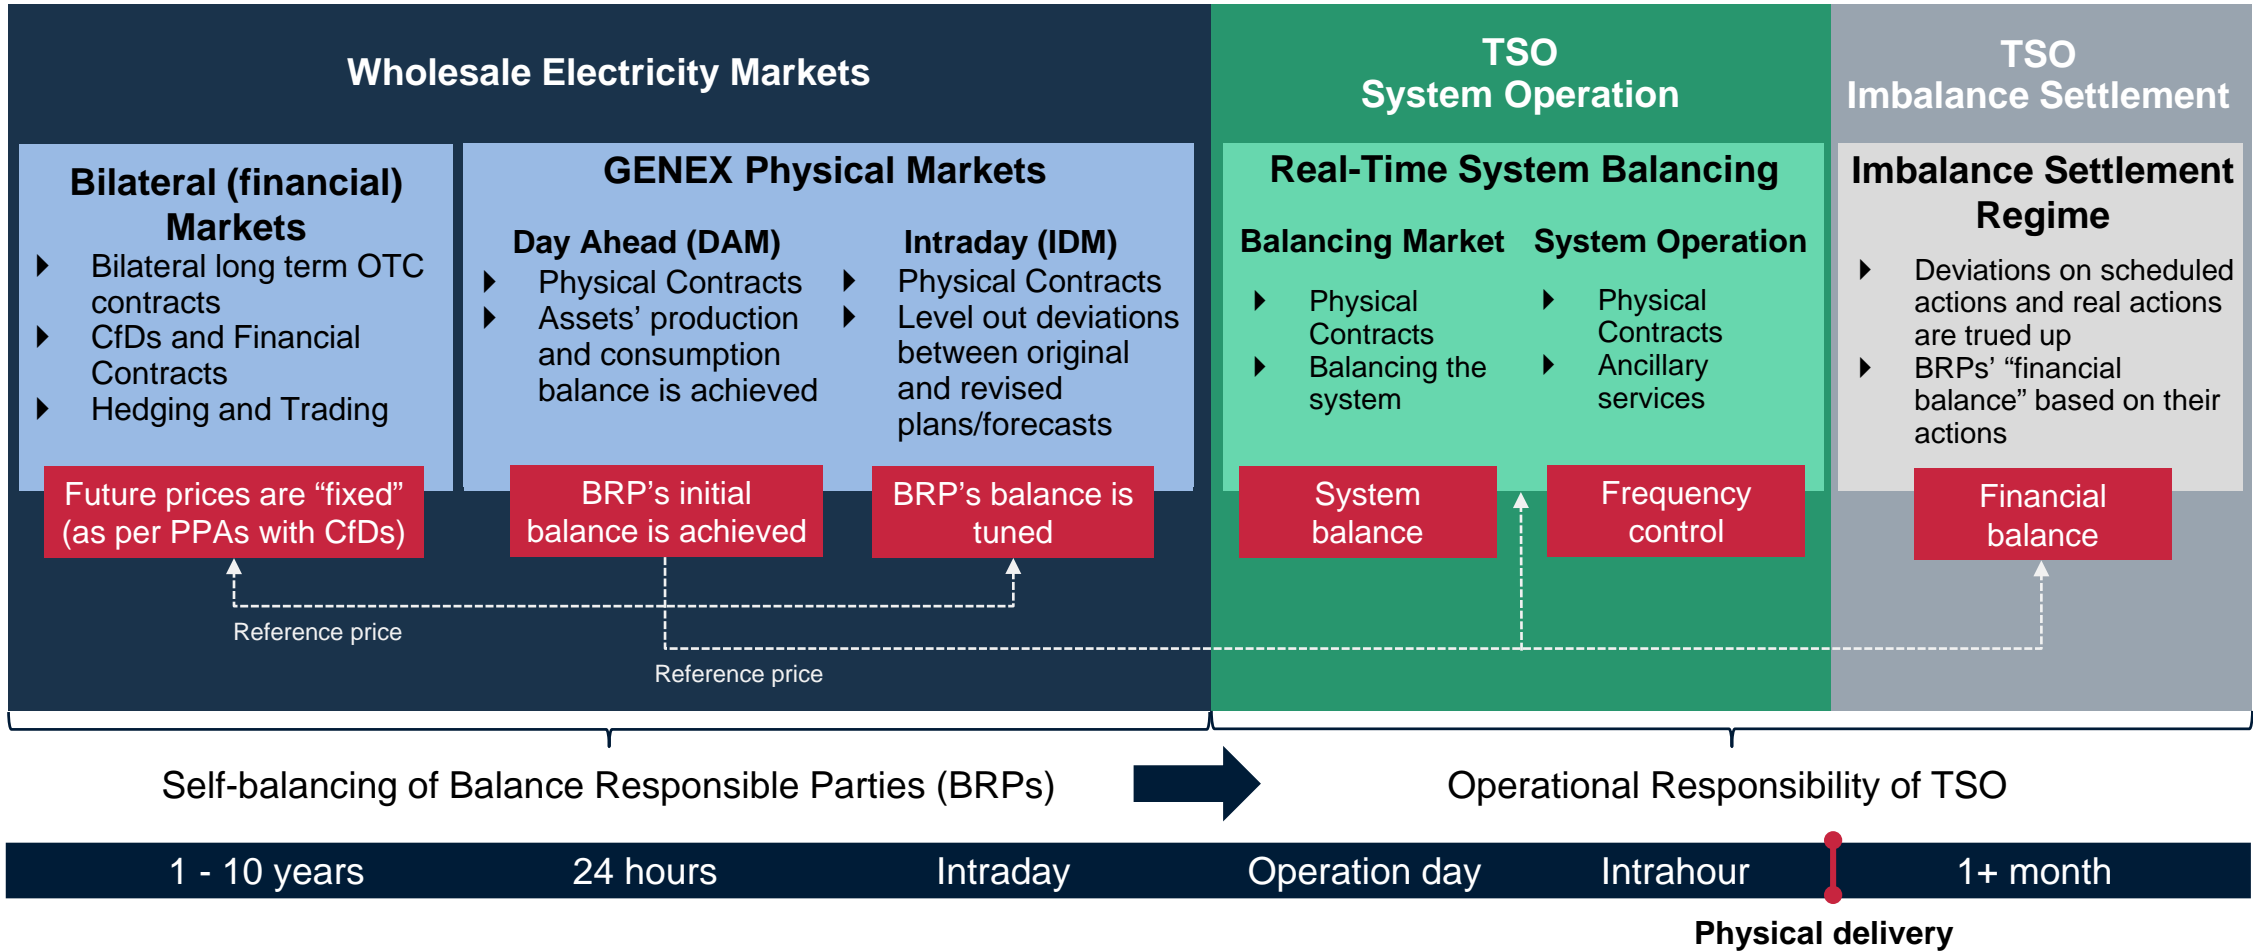 Wholesale Electricity Markets
TSO
System Operation
TSO
Imbalance Settlement
Bilateral (financial)
Markets
Bilateral long term OTC
contracts
CfDs and Financial
Contracts
Hedging and Trading
GENEX Physical Markets
Day Ahead (DAM)
Physical Contracts
Assets’ production
and consumption
balance is achieved
Intraday (IDM)
Physical Contracts
Level out deviations
between original
and revised
plans/forecasts
Real-Time System Balancing
Balancing Market
Physical
Contracts
Balancing the
system
System Operation
Physical
Contracts
Ancillary
services
Imbalance Settlement
Regime
Deviations on scheduled
actions and real actions
are trued up
BRPs’ “financial
balance” based on their
actions
Future prices are “fixed”
(as per PPAs with CfDs)
BRP’s initial
balance is achieved
BRP’s balance is
tuned
System
balance
Frequency
control
Financial
balance
Reference price
Reference price
Self-balancing of Balance Responsible Parties (BRPs)
Operational Responsibility of TSO
1 - 10 years
24 hours
Intraday
Operation day
Intrahour
1+ month
Physical delivery